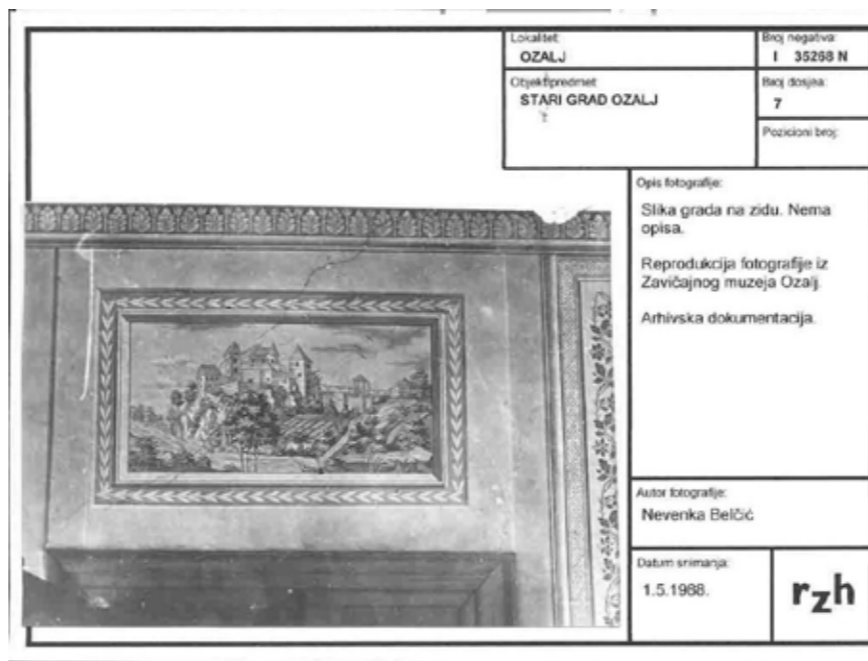 Lokalitet:
OZALJ
Broj negativa:
I 35268 N
Objekt/predmet:
STARI GRAD OZALJ
Broj dosjea:
7
Pozicioni broj:
Opis fotografije:
Slika grada na zidu. Nema
opisa.
Reprodukcija fotografije iz
Zavičajnog muzeja Ozalj.
Arhivska dokumentacija.
Autor fotografije:
Nevenka Belčić
Datum snimanja:
1.5.1988.
rzh